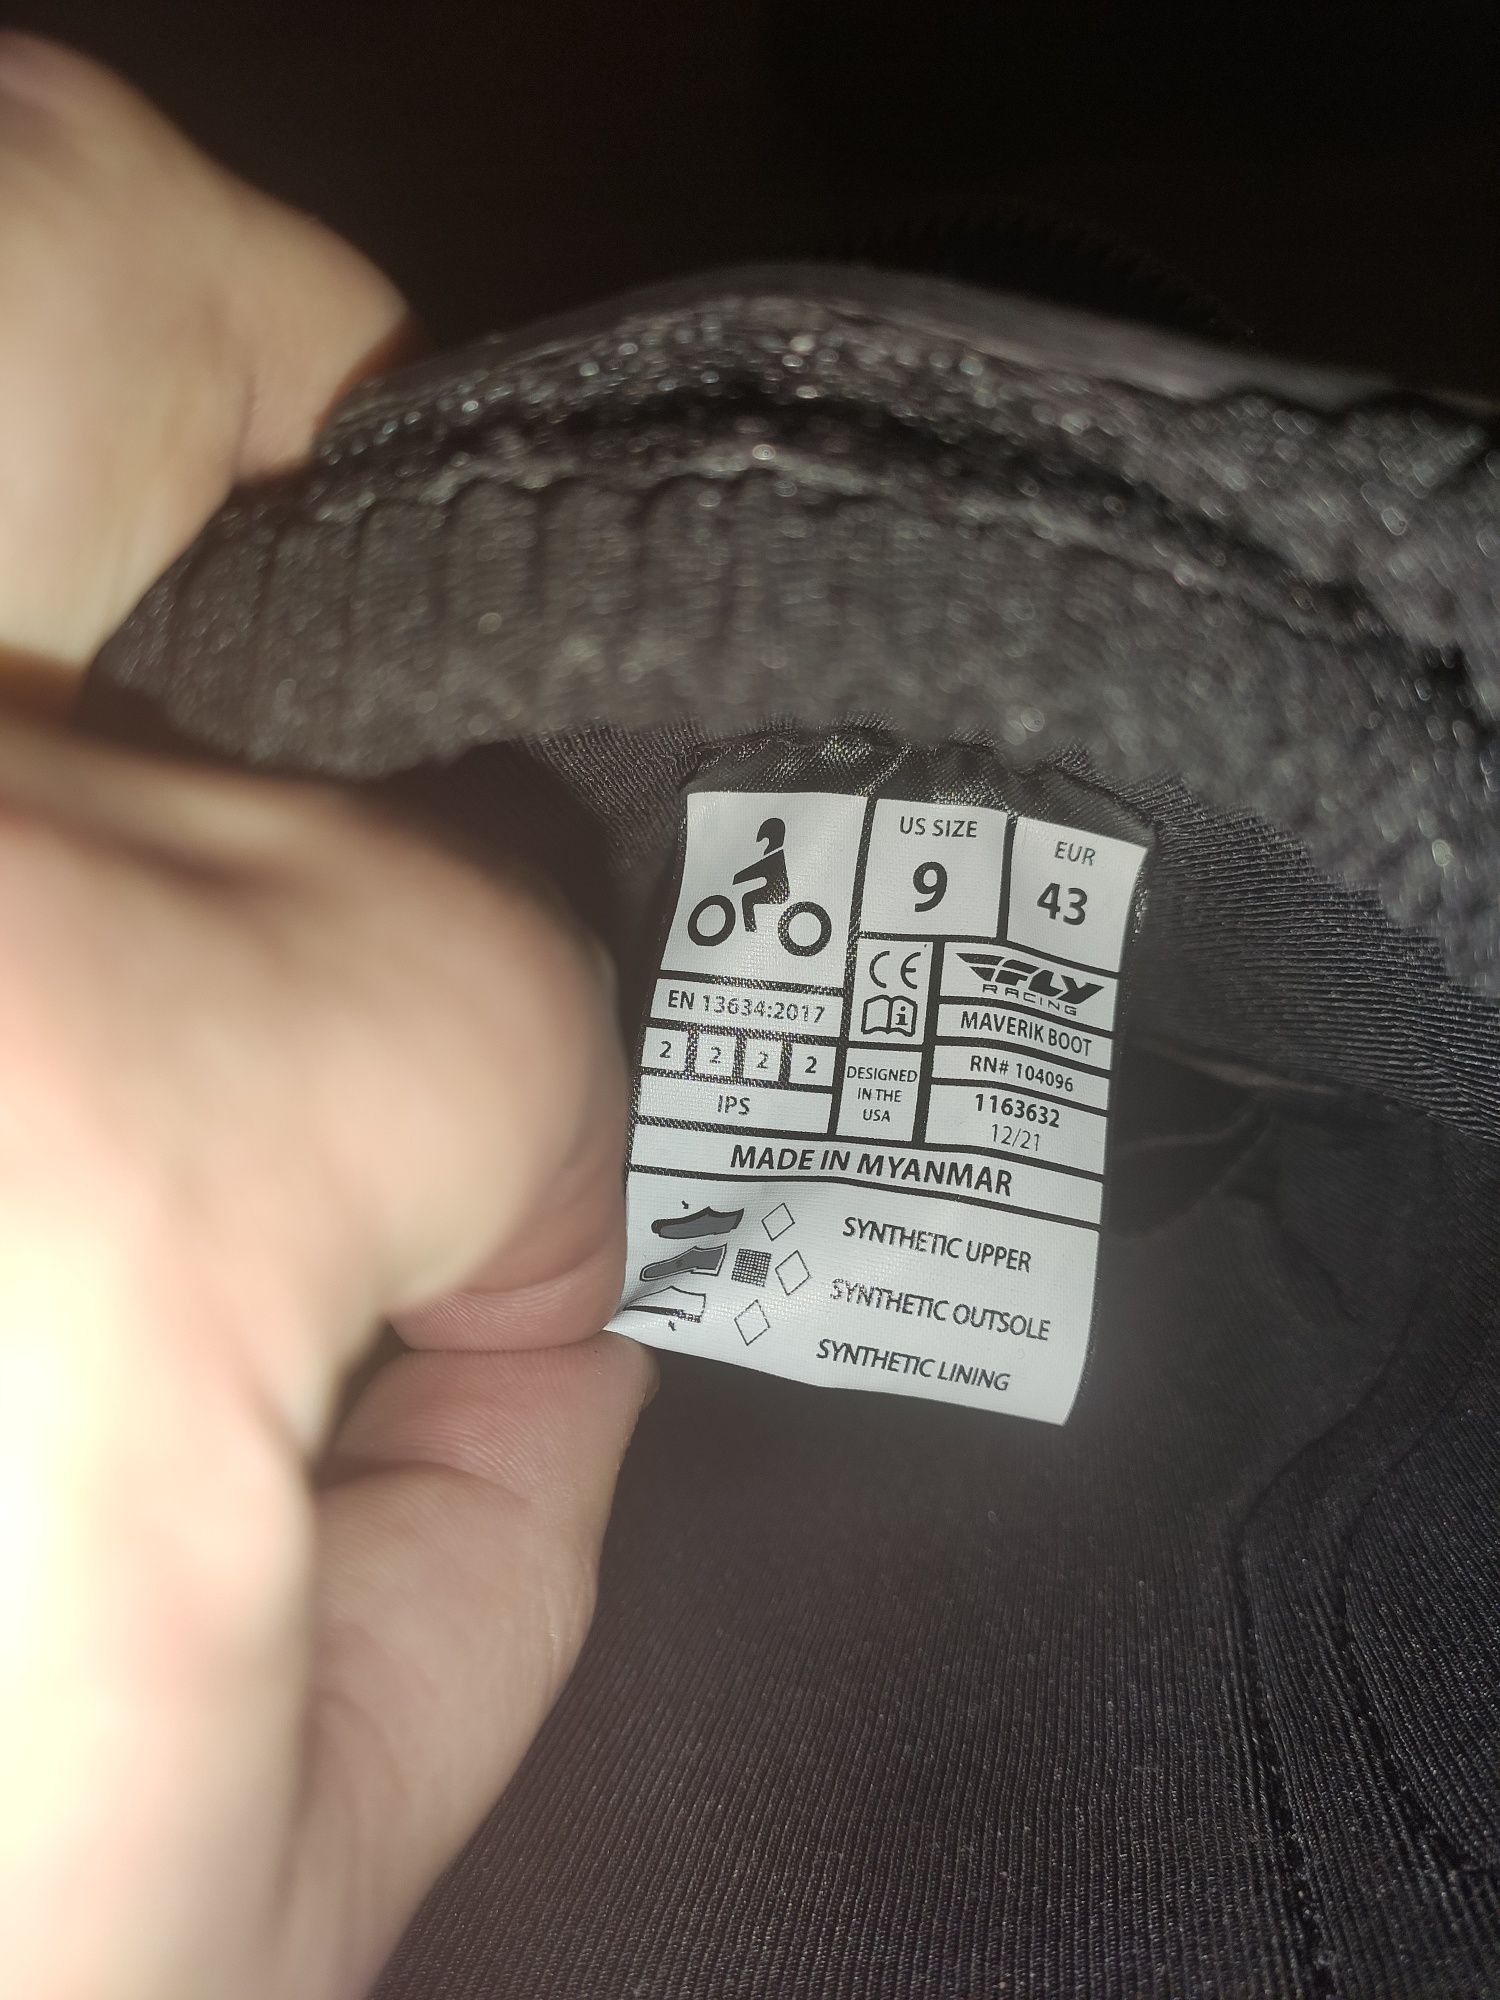 US SIZE
9
EUR
43
CE
FLY
RACING
EN 13634:2017
MAVERIK BOOT
2 2 2 2
DESIGNED
IN THE
USA
RN# 104096
IPS
1163632
12/21
MADE IN MYANMAR
SYNTHETIC UPPER
SYNTHETIC OUTSOLE
SYNTHETIC LINING